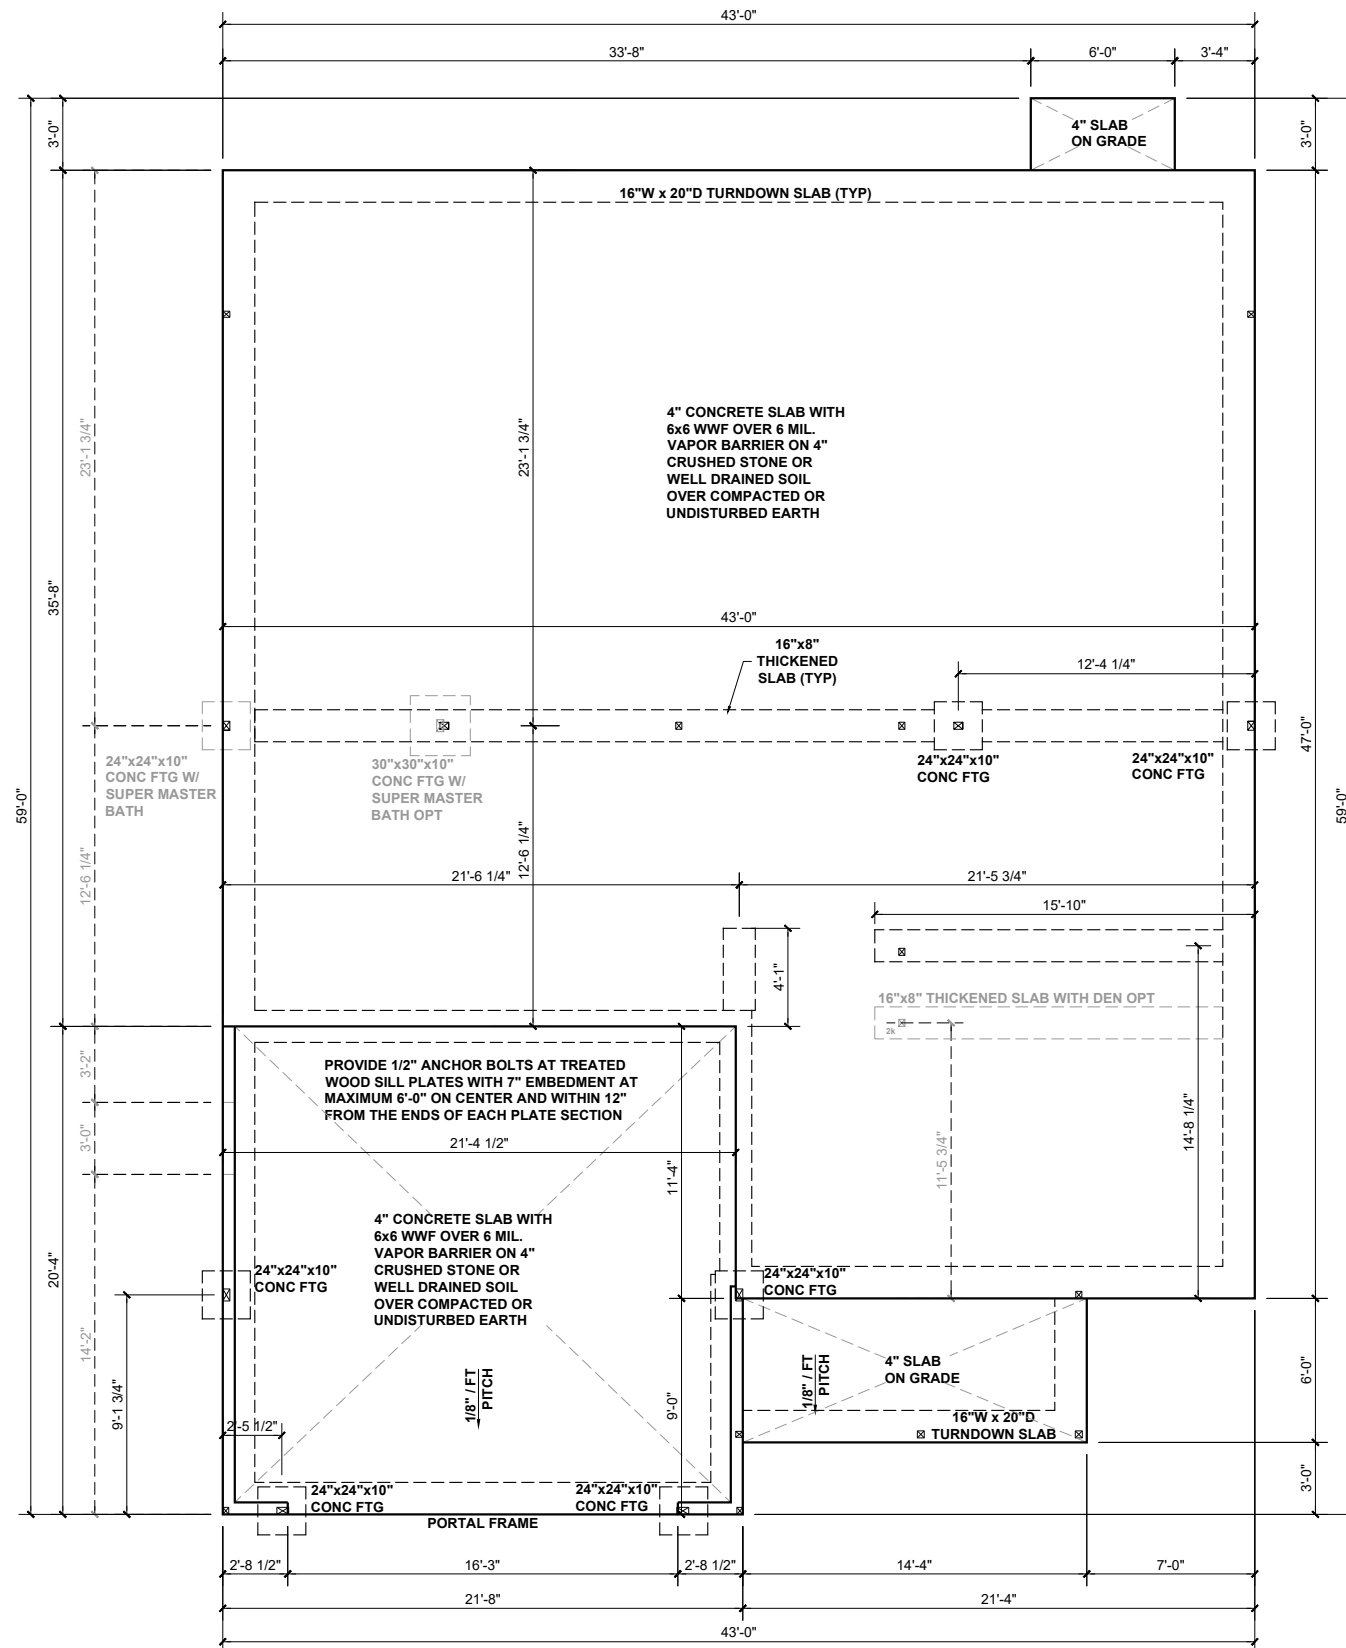 43'-0"
33'-8"
6'-0"
3'-4"
3'-0"
4" SLAB
ON GRADE
3'-0"
16"W x 20"D TURNDOWN SLAB (TYP)
23'-1 3/4"
23'-1 3/4"
4" CONCRETE SLAB WITH
6x6 WWF OVER 6 MIL.
VAPOR BARRIER ON 4"
CRUSHED STONE OR
WELL DRAINED SOIL
OVER COMPACTED OR
UNDISTURBED EARTH
35'-8"
43'-0"
16"x8"
THICKENED
SLAB (TYP)
12'-4 1/4"
47'-0"
24"x24"x10"
CONC FTG W/
SUPER MASTER
BATH
30"x30"x10"
CONC FTG W/
SUPER MASTER
BATH OPT
24"x24"x10"
CONC FTG
24"x24"x10"
CONC FTG
59'-0"
59'-0"
12'-6 1/4"
12'-6 1/4"
21'-6 1/4"
21'-5 3/4"
15'-10"
4'-1"
16"x8" THICKENED SLAB WITH DEN OPT
2k
3'-2"
PROVIDE 1/2" ANCHOR BOLTS AT TREATED
WOOD SILL PLATES WITH 7" EMBEDMENT AT
MAXIMUM 6'-0" ON CENTER AND WITHIN 12"
FROM THE ENDS OF EACH PLATE SECTION
3'-0"
21'-4 1/2"
11'-4"
11'-5 3/4"
14'-8 1/4"
4" CONCRETE SLAB WITH
6x6 WWF OVER 6 MIL.
VAPOR BARRIER ON 4"
CRUSHED STONE OR
WELL DRAINED SOIL
OVER COMPACTED OR
UNDISTURBED EARTH
20'-4"
24"x24"x10"
CONC FTG
24"x24"x10"
CONC FTG
14'-2"
9'-1 3/4"
1/8" / FT
PITCH
9'-0"
1/8" / FT
PITCH
4" SLAB
ON GRADE
6'-0"
2'-5 1/2"
16"W x 20"D
TURNDOWN SLAB
3'-0"
24"x24"x10"
CONC FTG
24"x24"x10"
CONC FTG
PORTAL FRAME
2'-8 1/2"
16'-3"
2'-8 1/2"
14'-4"
7'-0"
21'-8"
21'-4"
43'-0"